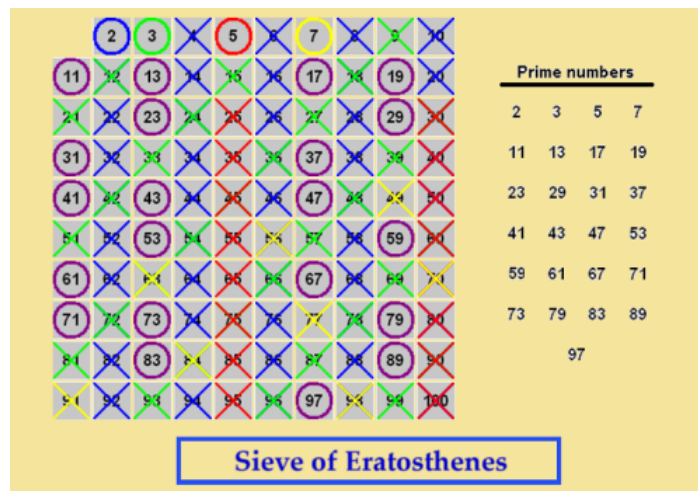 2 3 4 5 6 7 8 9 10
11 12 13 14 15 16 17 18 19 20
21 22 23 24 25 26 27 28 29 30
31 32 33 34 35 36 37 38 39 40
41 42 43 44 45 46 47 48 49 50
51 52 53 54 55 56 57 58 59 60
61 62 63 64 65 66 67 68 69 70
71 72 73 74 75 76 77 78 79 80
81 82 83 84 85 86 87 88 89 90
91 92 93 94 95 96 97 98 99 100
Prime numbers
2 3 5 7
11 13 17 19
23 29 31 37
41 43 47 53
59 61 67 71
73 79 83 89
97
Sieve of Eratosthenes